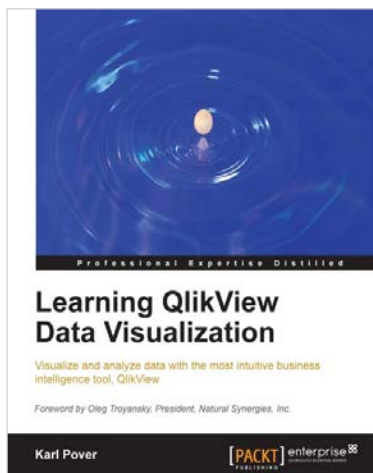 Professional Expertise Distilled
Learning QlikView
Data Visualization
Visualize and analyze data with the most intuitive business
intelligence tool, QlikView
Foreword by Oleg Troyansky, President, Natural Synergies, Inc.
Karl Pover
[PACKT] enterprise
PUBLISHING